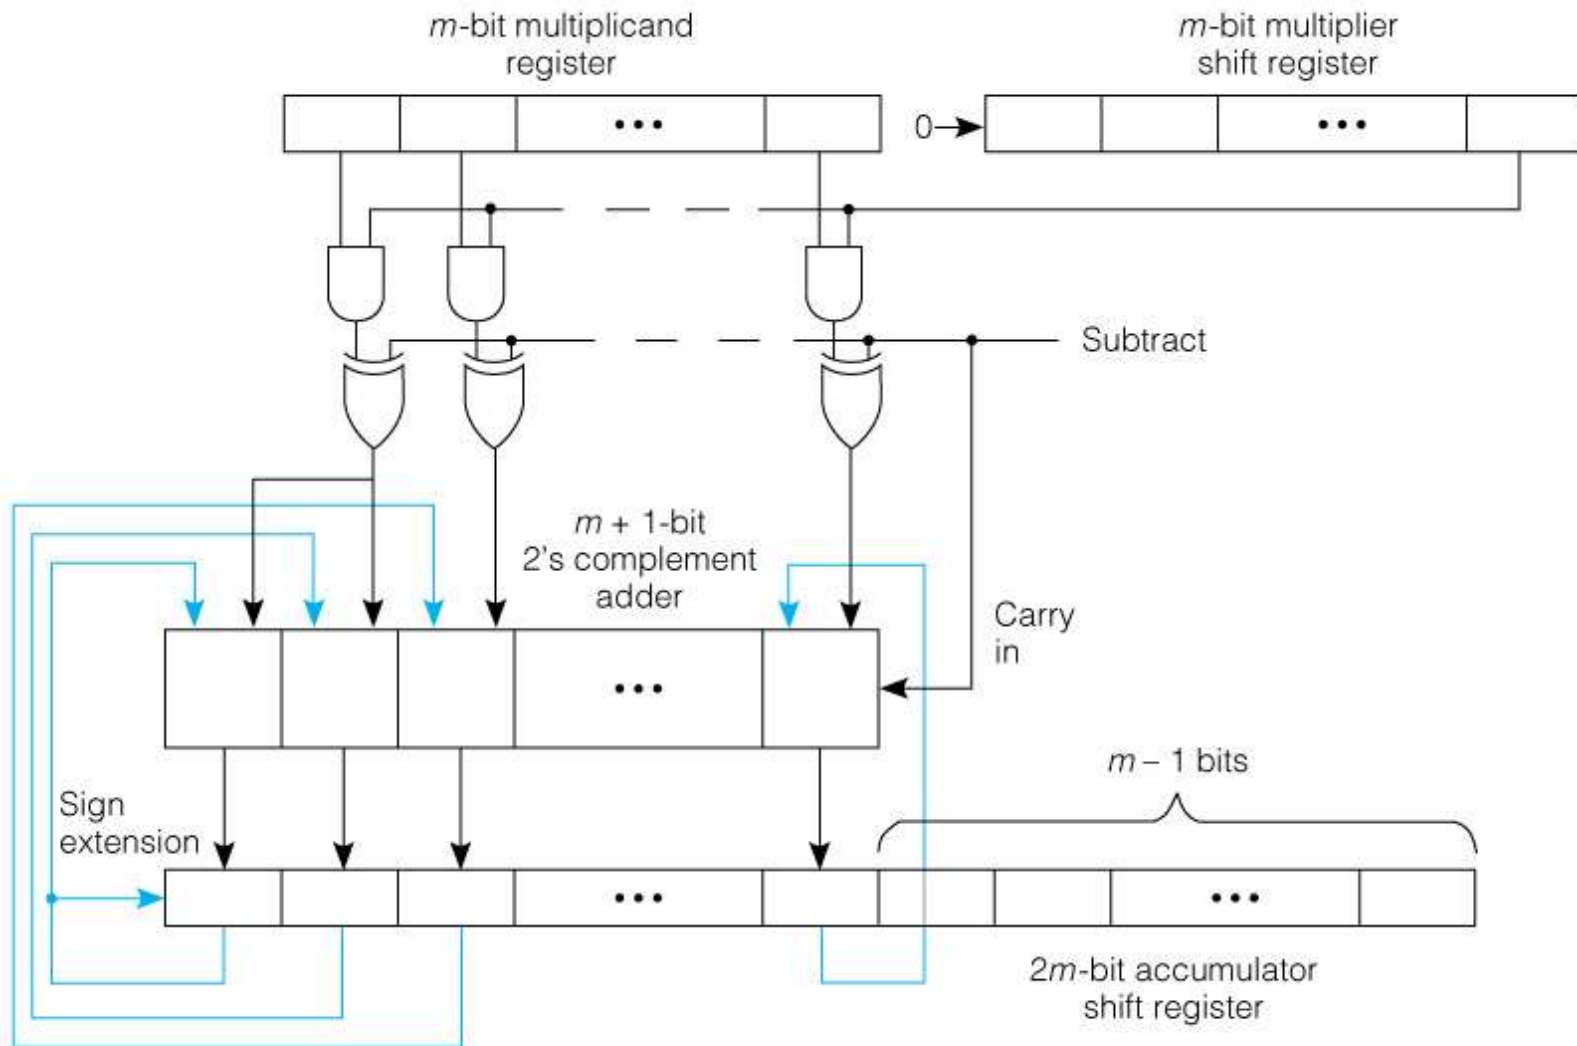 m-bit multiplicand
register
m-bit multiplier
shift register
0
Subtract
m + 1-bit
2's complement
adder
Carry
in
m – 1 bits
Sign
extension
2m-bit accumulator
shift register